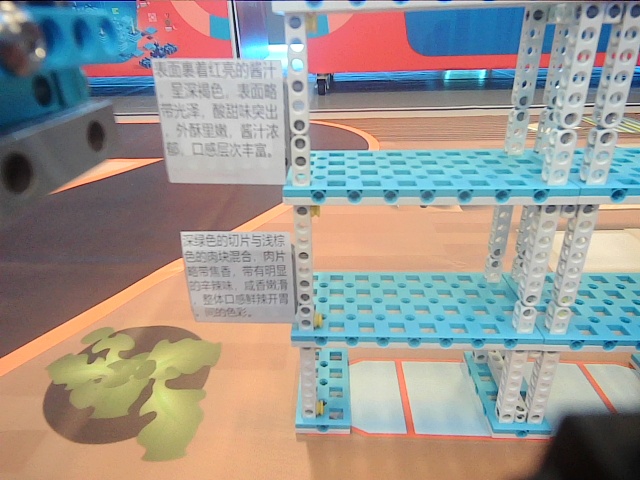 表面裹着红亮的酱汁
呈深褐色，表面略
带光泽，酸甜味突出
，外酥里嫩，酱汁浓
郁，口感层次丰富。
深绿色的切片与浅棕
色的肉块混合，肉片
略带焦香，带有明显
的辛辣味，咸香嫩滑
，整体口感鲜辣开胃
，间的色彩。